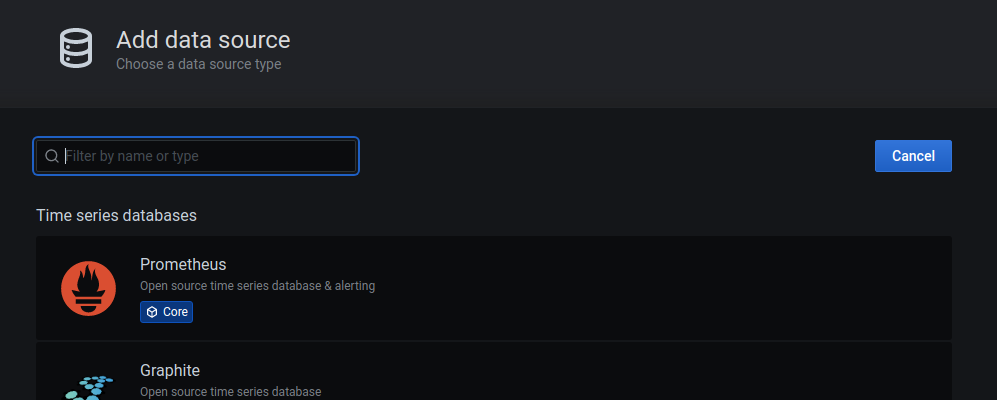 Add data source
Choose a data source type
Filter by name or type
Cancel
Time series databases
Prometheus
Open source time series database & alerting
Core
Graphite
Open source time series database